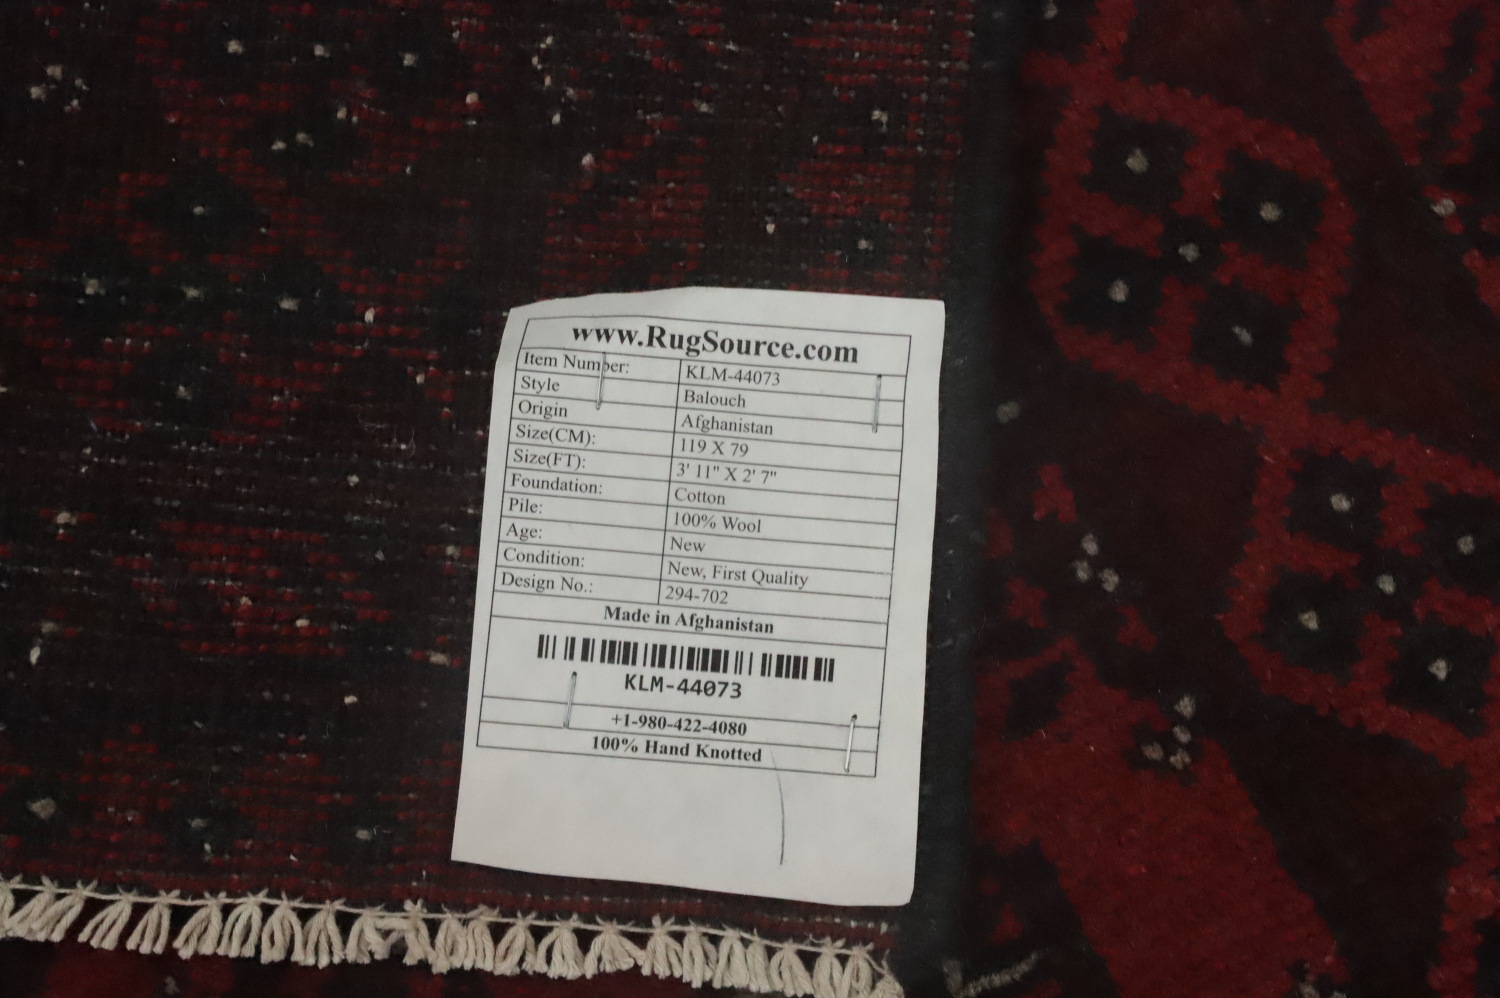 www.RugSource.com
Item Number: KLM-44073
Style Balouch
Origin Afghanistan
Size(CM): 119 X 79
Size(FT): 3' 11" X 2' 7"
Foundation: Cotton
Pile: 100% Wool
Age: New
Condition: New, First Quality
Design No.: 294-702
Made in Afghanistan
KLM-44073
+1-980-422-4080
100% Hand Knotted